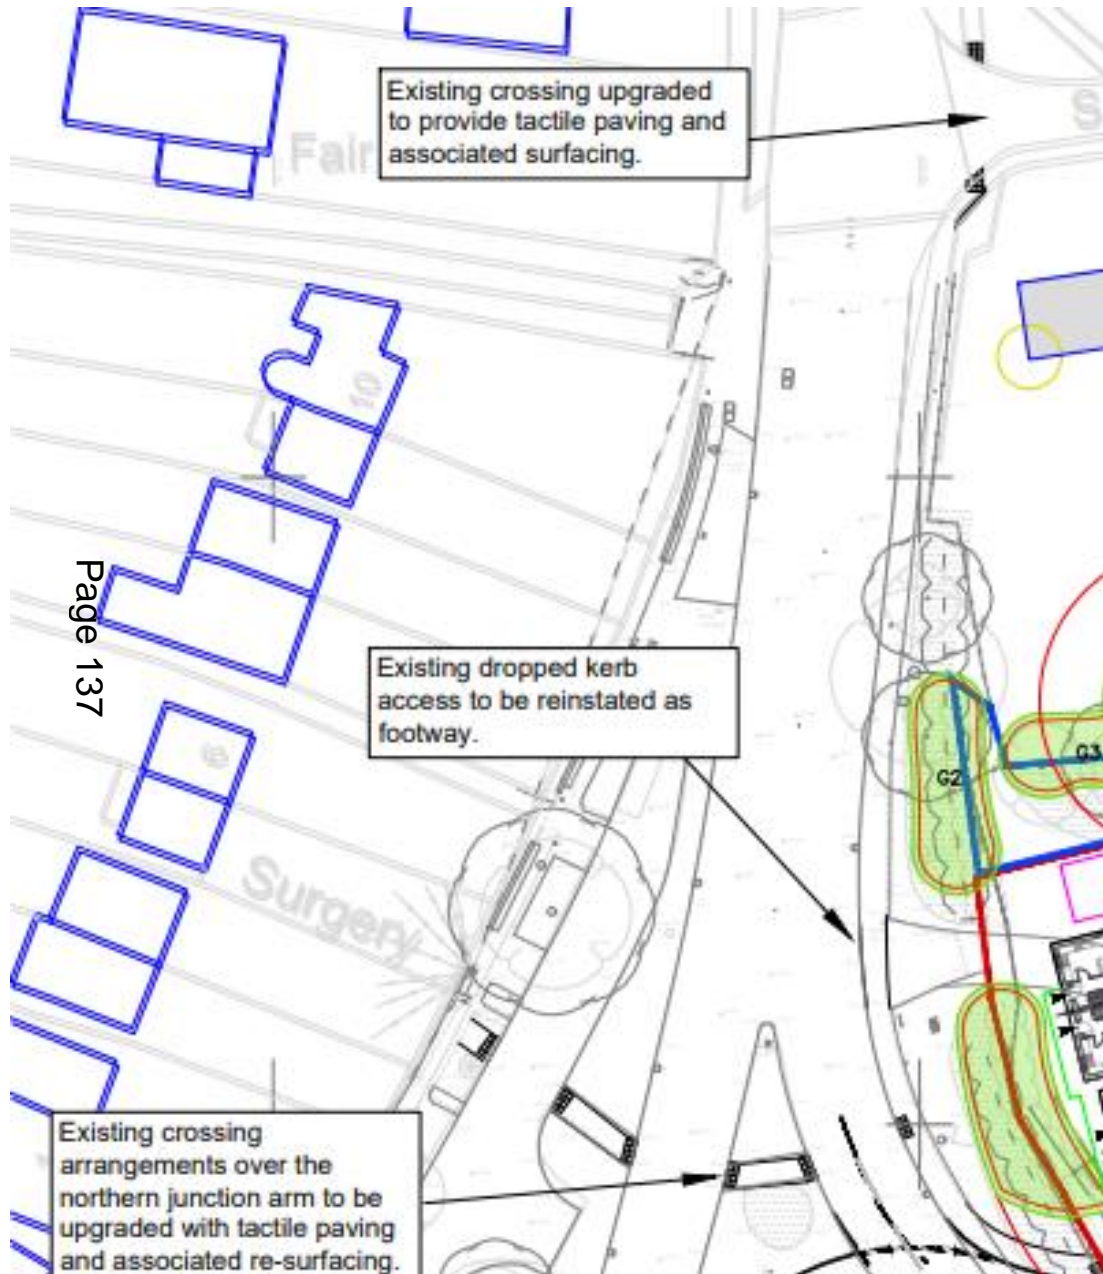 Existing crossing upgraded
to provide tactile paving and
associated surfacing.
Fair
S
10
Page 137
Existing dropped kerb
access to be reinstated as
footway.
G2
G3
Surgery
Existing crossing
arrangements over the
northern junction arm to be
upgraded with tactile paving
and associated re-surfacing.